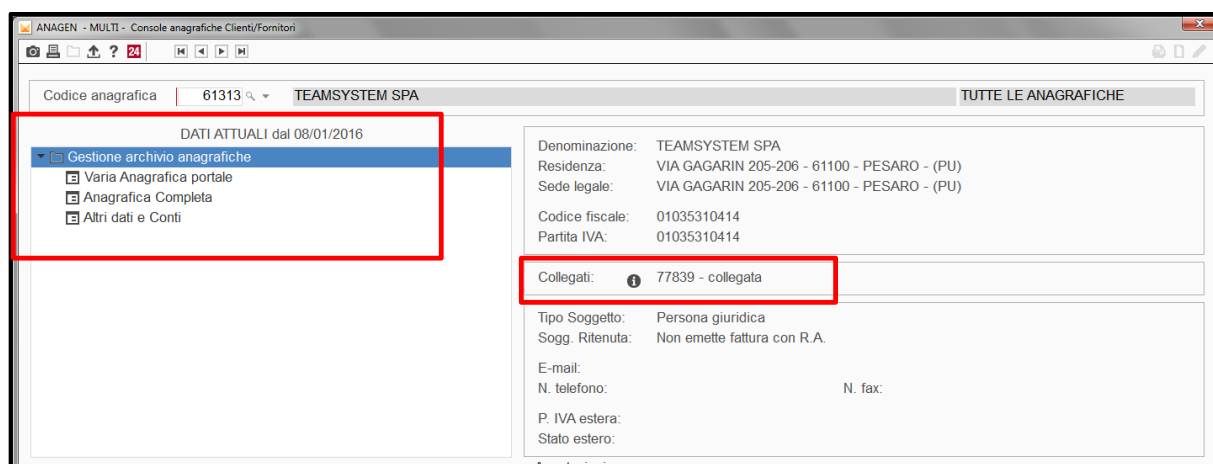 ANAGEN - MULTI - Console anagrafiche Clienti/Fornitori
? 24
Codice anagrafica 61313 TEAMSYSTEM SPA TUTTE LE ANAGRAFICHE
DATI ATTUALI dal 08/01/2016
Gestione archivio anagrafiche
Varia Anagrafica portale
Anagrafica Completa
Altri dati e Conti
Denominazione: TEAMSYSTEM SPA
Residenza: VIA GAGARIN 205-206 - 61100 - PESARO - (PU)
Sede legale: VIA GAGARIN 205-206 - 61100 - PESARO - (PU)
Codice fiscale: 01035310414
Partita IVA: 01035310414
Collegati: 77839 - collegata
Tipo Soggetto: Persona giuridica
Sogg. Ritenuta: Non emette fattura con R.A.
E-mail:
N. telefono: N. fax:
P. IVA estera:
Stato estero: